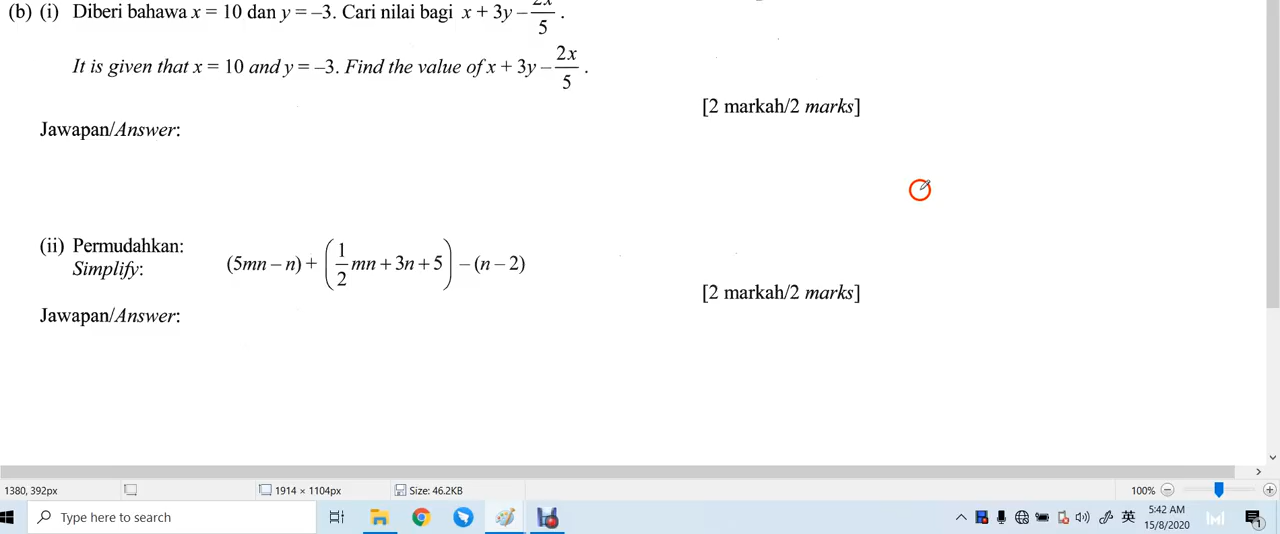 (b) (i) Diberi bahawa x = 10 dan y = –3. Cari nilai bagi x + 3y – 2x/5 .
It is given that x = 10 and y = –3. Find the value of x + 3y – 2x/5 .
[2 markah/2 marks]
Jawapan/Answer:
(ii) Permudahkan:
Simplify: (5mn – n) + (1/2 mn + 3n + 5) – (n – 2)
[2 markah/2 marks]
Jawapan/Answer:
1380, 392px 1914 × 1104px Size: 46.2KB 100%
Type here to search 英 5:42 AM
15/8/2020 1